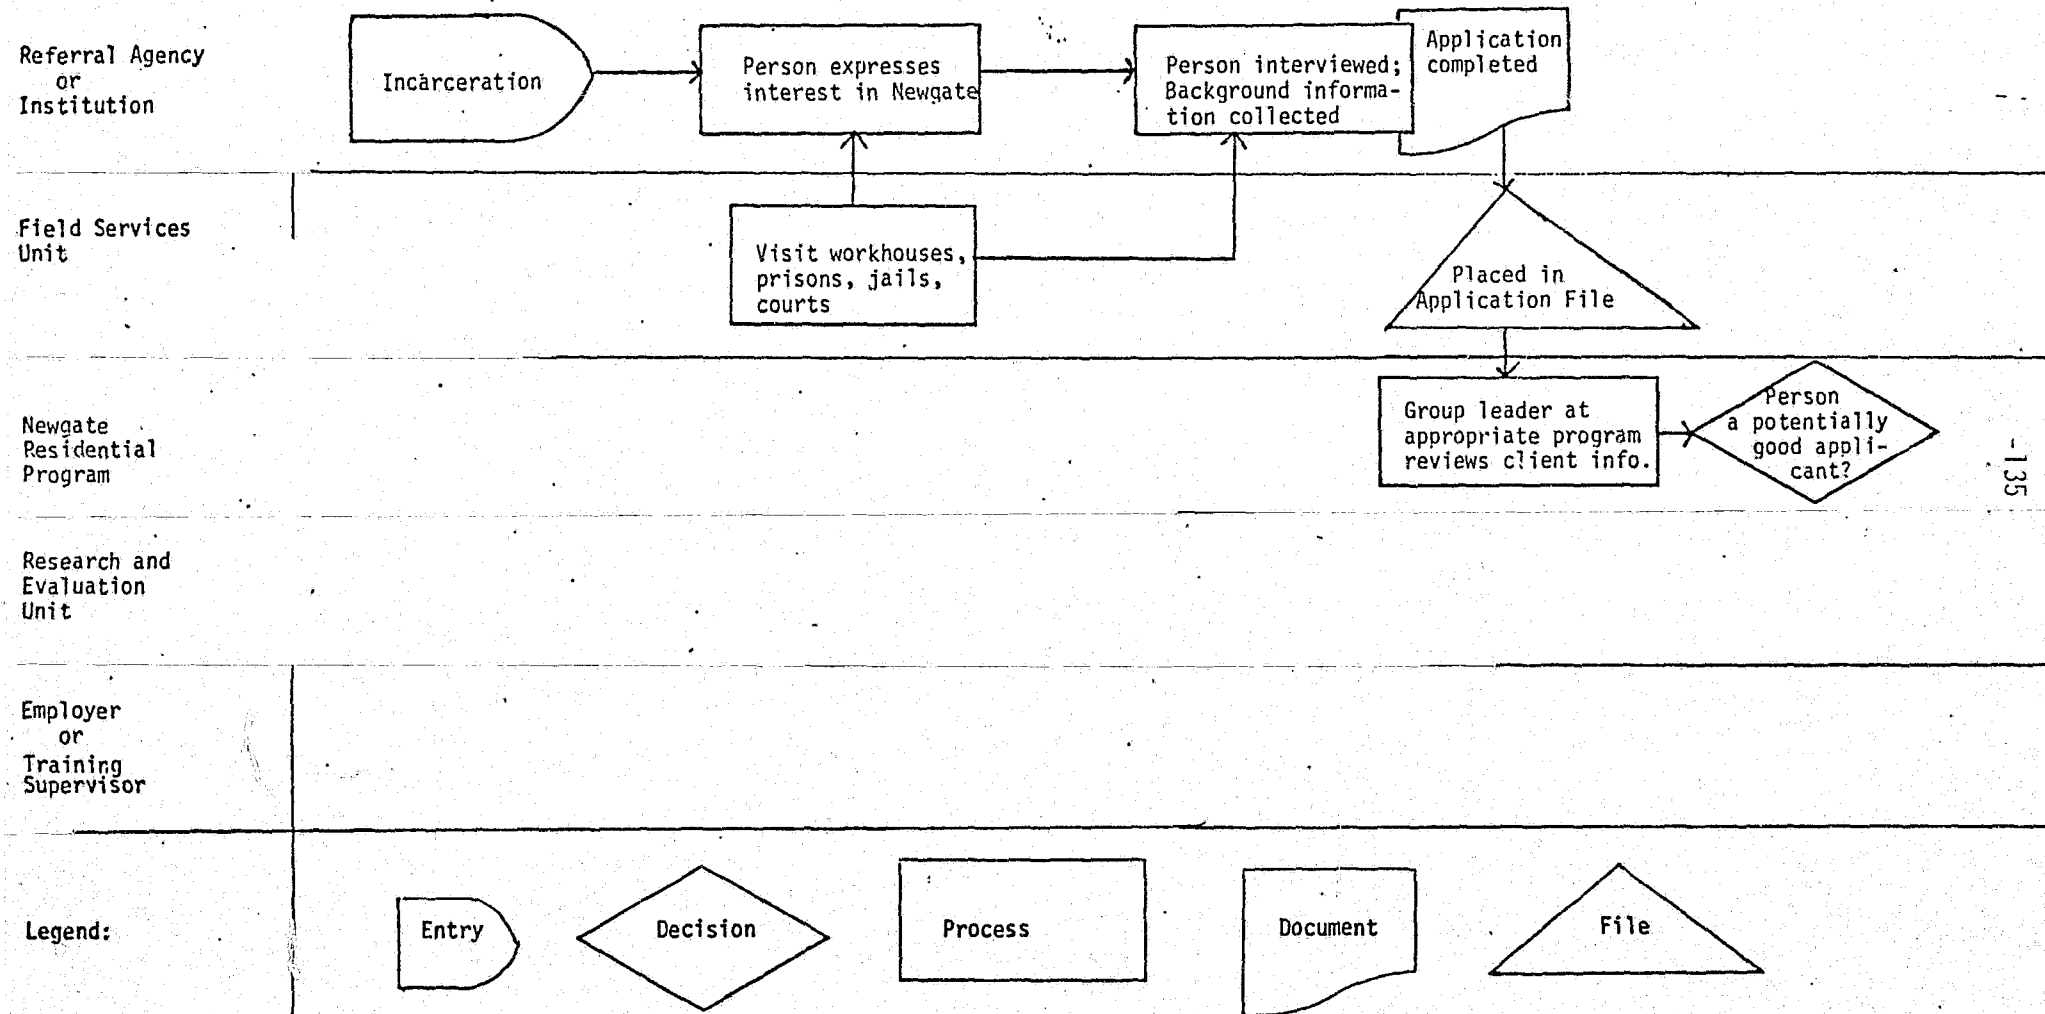 Referral Agency
or
Institution
Incarceration
Person expresses
interest in Newgate
Person interviewed;
Background informa-
tion collected
Application
completed
Field Services
Unit
Visit workhouses,
prisons, jails,
courts
Placed in
Application File
Newgate
Residential
Program
Group leader at
appropriate program
reviews client info.
Person
a potentially
good appli-
cant?
-135
Research and
Evaluation
Unit
Employer
or
Training
Supervisor
Legend:
Entry
Decision
Process
Document
File